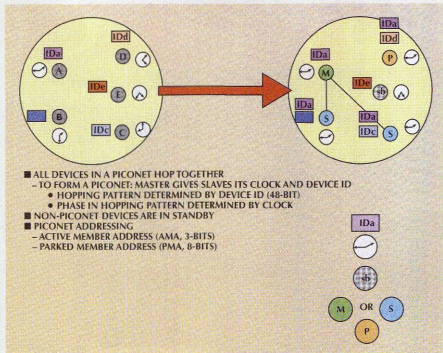 IDa
IDd
A
D
IDe
E
B
IDc
C
IDa
IDd
IDa
M
P
IDe
sb
IDa
S
IDa
IDc
S
■ ALL DEVICES IN A PICONET HOP TOGETHER
– TO FORM A PICONET: MASTER GIVES SLAVES ITS CLOCK AND DEVICE ID
● HOPPING PATTERN DETERMINED BY DEVICE ID (48-BIT)
● PHASE IN HOPPING PATTERN DETERMINED BY CLOCK
■ NON-PICONET DEVICES ARE IN STANDBY
■ PICONET ADDRESSING
– ACTIVE MEMBER ADDRESS (AMA, 3-BITS)
– PARKED MEMBER ADDRESS (PMA, 8-BITS)
IDa
sb
M OR S
P